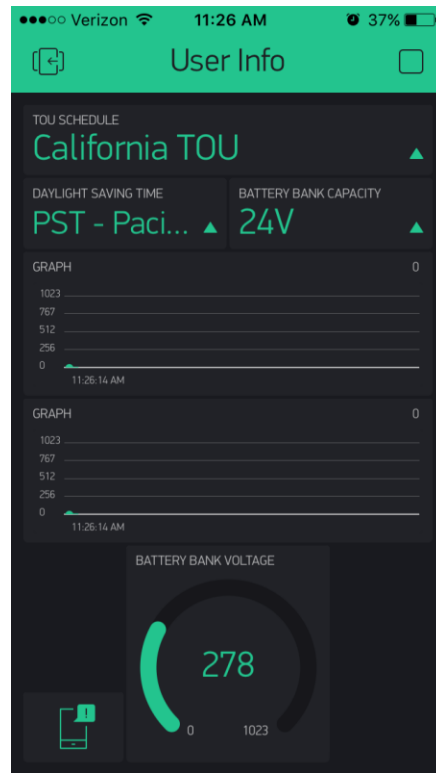 Verizon 11:26 AM 37%
User Info
TOU SCHEDULE
California TOU
DAYLIGHT SAVING TIME BATTERY BANK CAPACITY
PST - Paci... 24V
GRAPH 0
1023
767
512
256
0
11:26:14 AM
GRAPH 0
1023
767
512
256
0
11:26:14 AM
BATTERY BANK VOLTAGE
278
0 1023
!